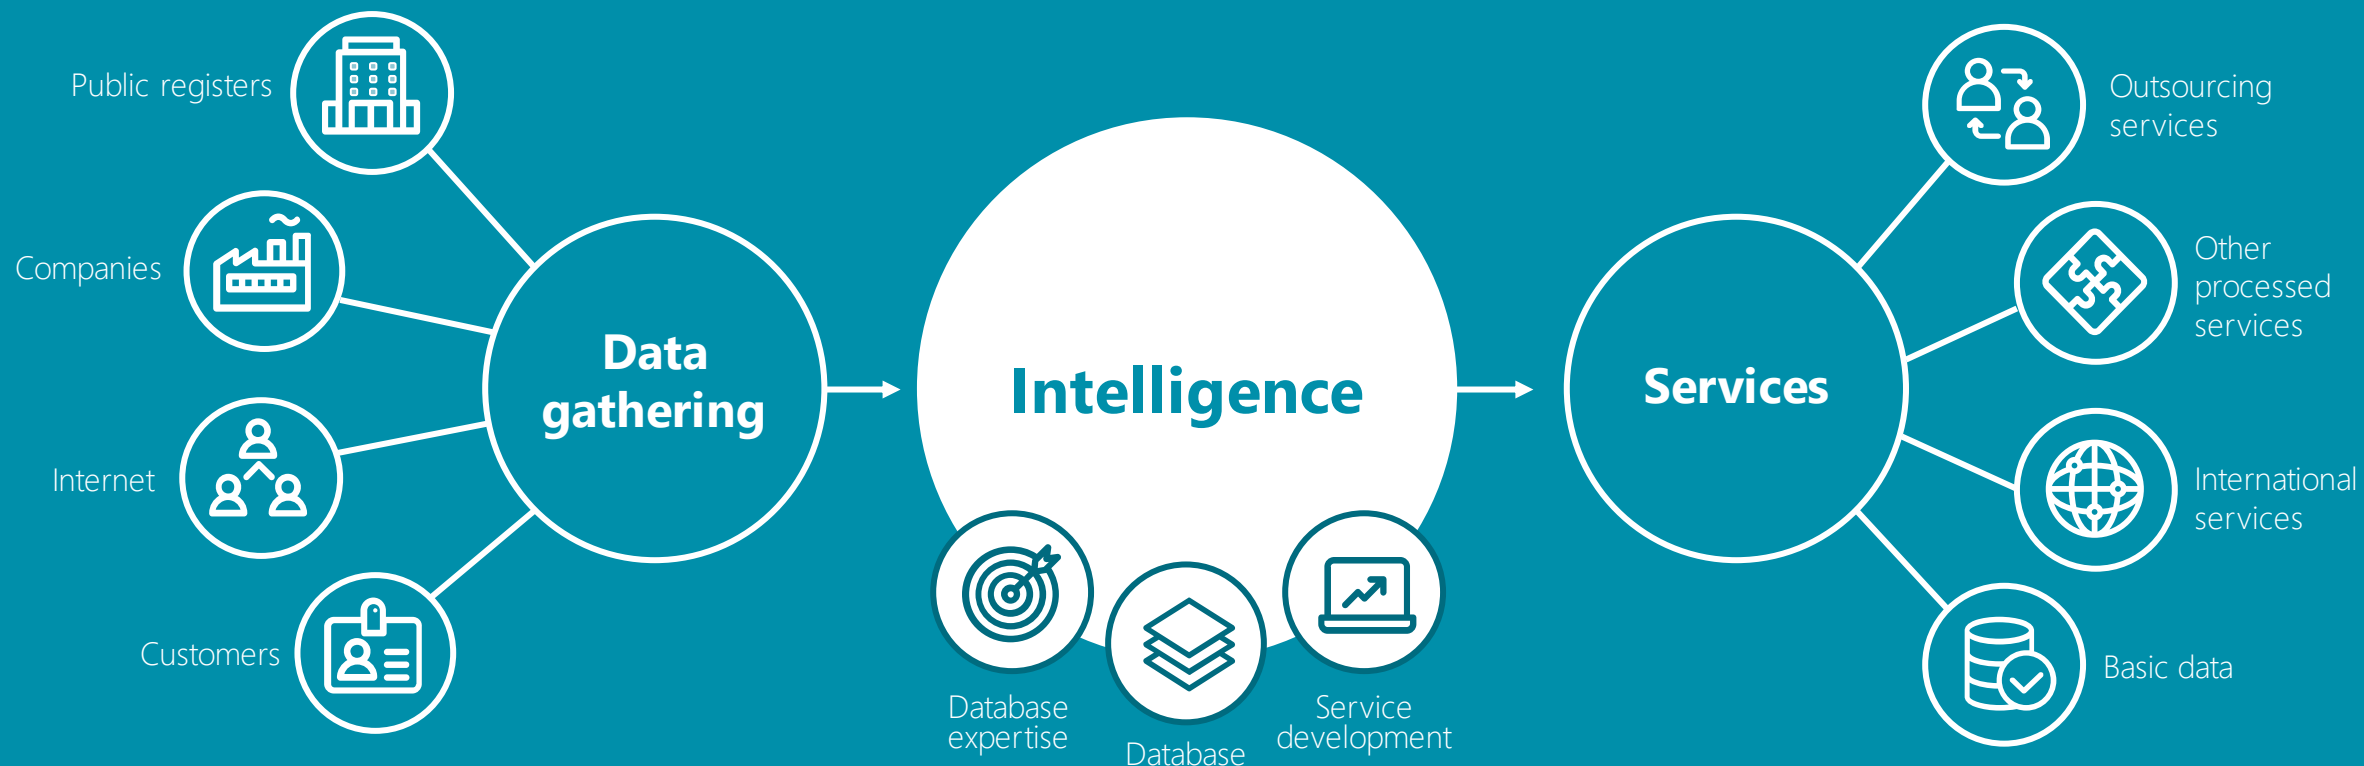 Public registers
Companies
Internet
Customers
Data
gathering
Intelligence
Database
expertise
Database
Service
development
Services
Outsourcing
services
Other
processed
services
International
services
Basic data